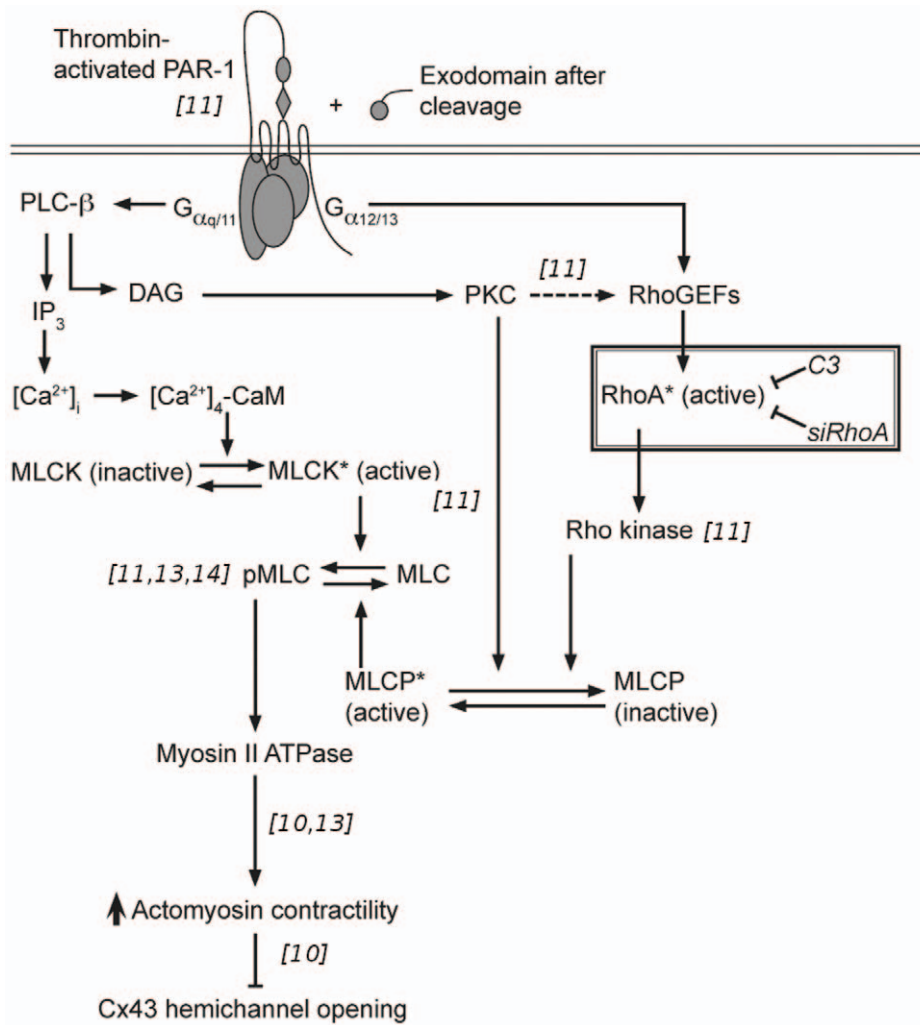 Thrombin-
activated PAR-1
[11]
+
Exodomain after
cleavage
PLC-β
Gαq/11
Gα12/13
DAG
PKC
[11]
RhoGEFs
IP3
[Ca2+]i
[Ca2+]4-CaM
RhoA* (active)
C3
siRhoA
MLCK (inactive)
MLCK* (active)
[11]
Rho kinase [11]
[11,13,14] pMLC
MLC
MLCP*
(active)
MLCP
(inactive)
Myosin II ATPase
[10,13]
Actomyosin contractility
[10]
Cx43 hemichannel opening